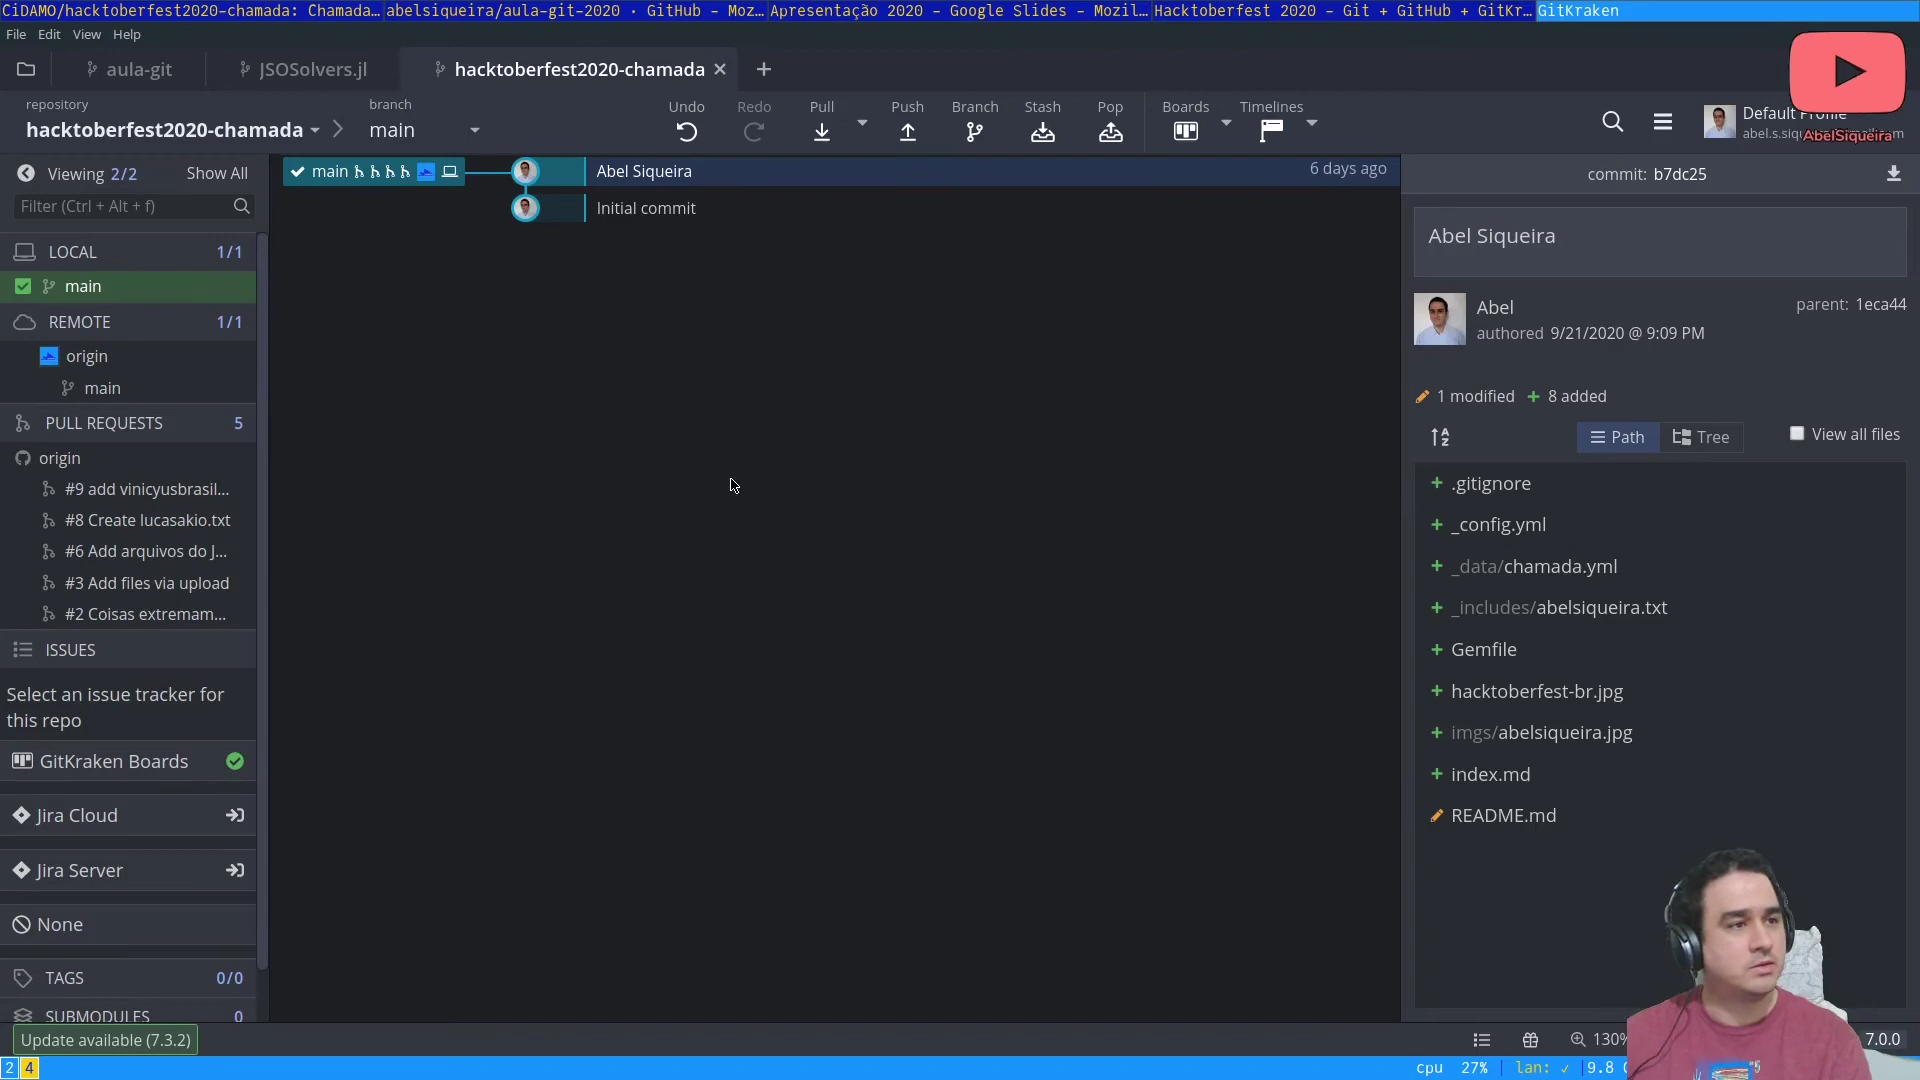 CiDAMO/hacktoberfest2020-chamada: Chamada… abelsiqueira/aula-git-2020 · GitHub - Moz… Apresentação 2020 - Google Slides - Mozil… Hacktoberfest 2020 - Git + GitHub + GitKr… GitKraken
File Edit View Help
aula-git JSOSolvers.jl hacktoberfest2020-chamada
repository branch
hacktoberfest2020-chamada main
Undo Redo Pull Push Branch Stash Pop Boards Timelines
Default Profile
AbelSiqueira
Viewing 2/2 Show All
Filter (Ctrl + Alt + f)
LOCAL 1/1
main
REMOTE 1/1
origin
main
PULL REQUESTS 5
origin
#9 add vinicyusbrasil...
#8 Create lucasakio.txt
#6 Add arquivos do J...
#3 Add files via upload
#2 Coisas extremam...
ISSUES
Select an issue tracker for
this repo
GitKraken Boards
Jira Cloud
Jira Server
None
TAGS 0/0
SUBMODULES 0
Update available (7.3.2)
main Abel Siqueira 6 days ago
Initial commit
commit: b7dc25
Abel Siqueira
Abel parent: 1eca44
authored 9/21/2020 @ 9:09 PM
1 modified 8 added
Path Tree View all files
.gitignore
_config.yml
_data/chamada.yml
_includes/abelsiqueira.txt
Gemfile
hacktoberfest-br.jpg
imgs/abelsiqueira.jpg
index.md
README.md
130% 7.0.0
2 4 cpu 27% lan: ✓ 9.8